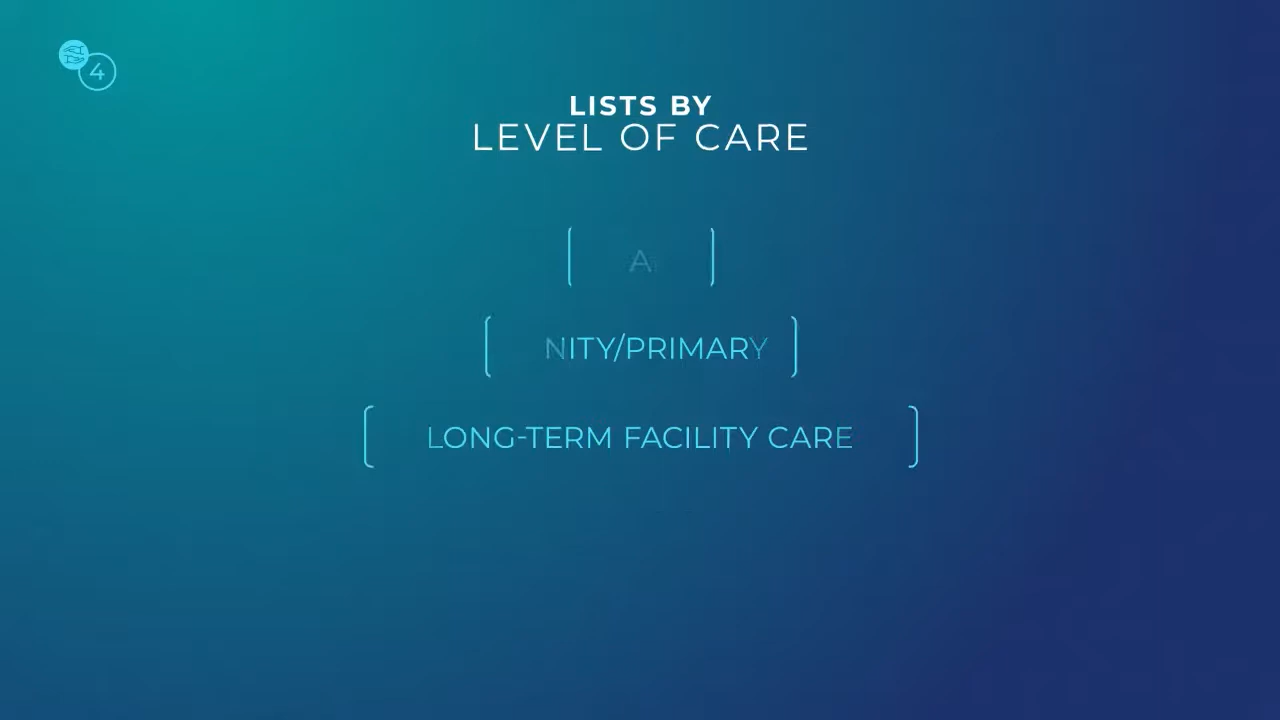 4
LISTS BY
LEVEL OF CARE
A
NITY/PRIMARY
LONG-TERM FACILITY CARE